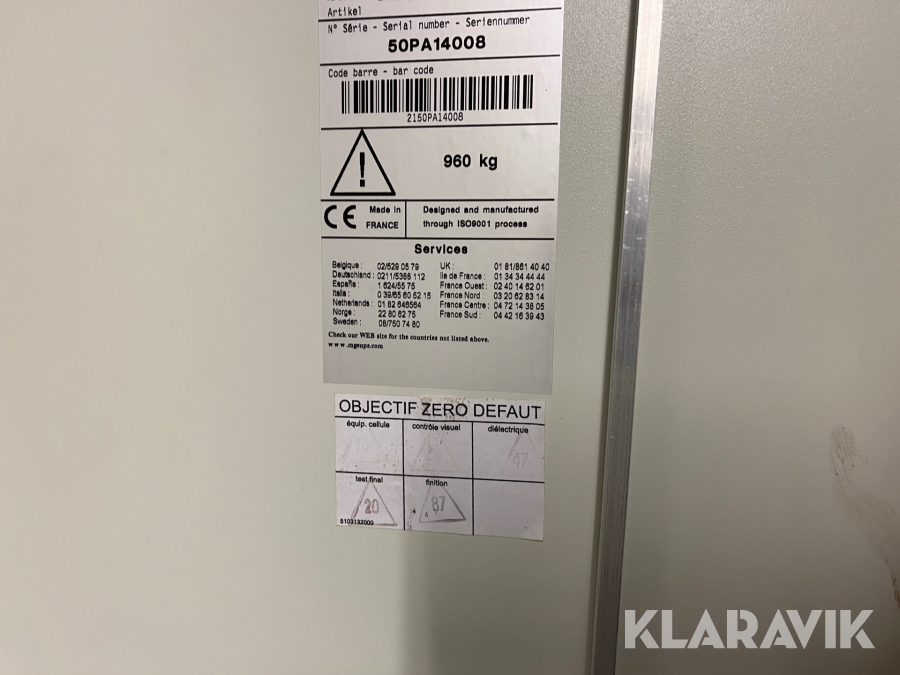 Artikel
N° Série - Serial number - Seriennummer
50PA14008
Code barre - bar code
2150PA14008
960 kg
CE
Made in
FRANCE
Designed and manufactured
through ISO9001 process
Services
Belgique : 02/529 05 79
Deutschland : 0211/5388 112
España : 1 624/55 75
Italia : 0 39/65 60 52 15
Netherlands : 01 82 646564
Norge : 22 80 62 75
Sweden : 08/750 74 80
UK : 01 81/861 40 40
Ile de France : 01 34 34 44 44
France Ouest : 02 40 14 62 01
France Nord : 03 20 62 83 14
France Centre : 04 72 14 38 05
France Sud : 04 42 16 39 43
Check our WEB site for the countries not listed above.
www.mgeups.com
OBJECTIF ZERO DEFAUT
équip. cellule
contrôle visuel
diélectrique
47
test final
finition
20
87
5103132000
KLARAVIK